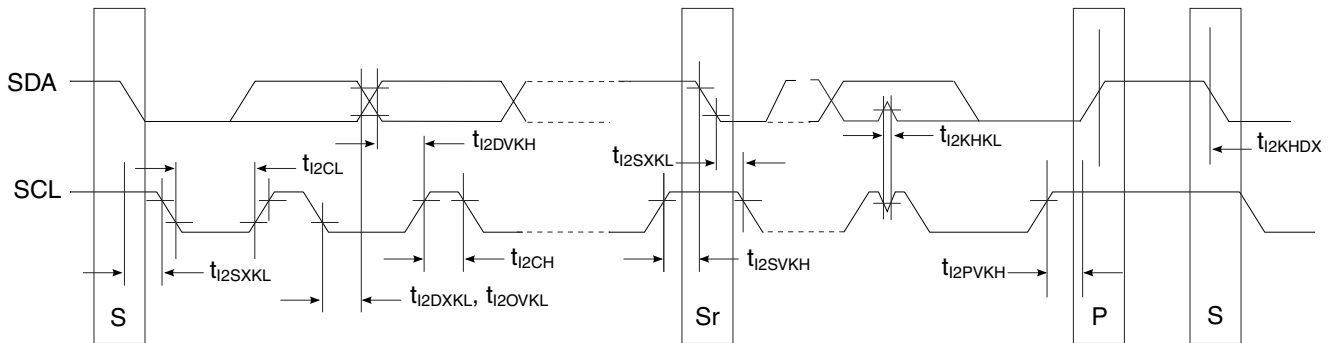 SDA
tI2DVKH
tI2KHKL
tI2KHDX
tI2CL
tI2SXKL
SCL
tI2SXKL
tI2CH
tI2SVKH
tI2PVKH
tI2DXKL, tI2OVKL
S
Sr
P
S